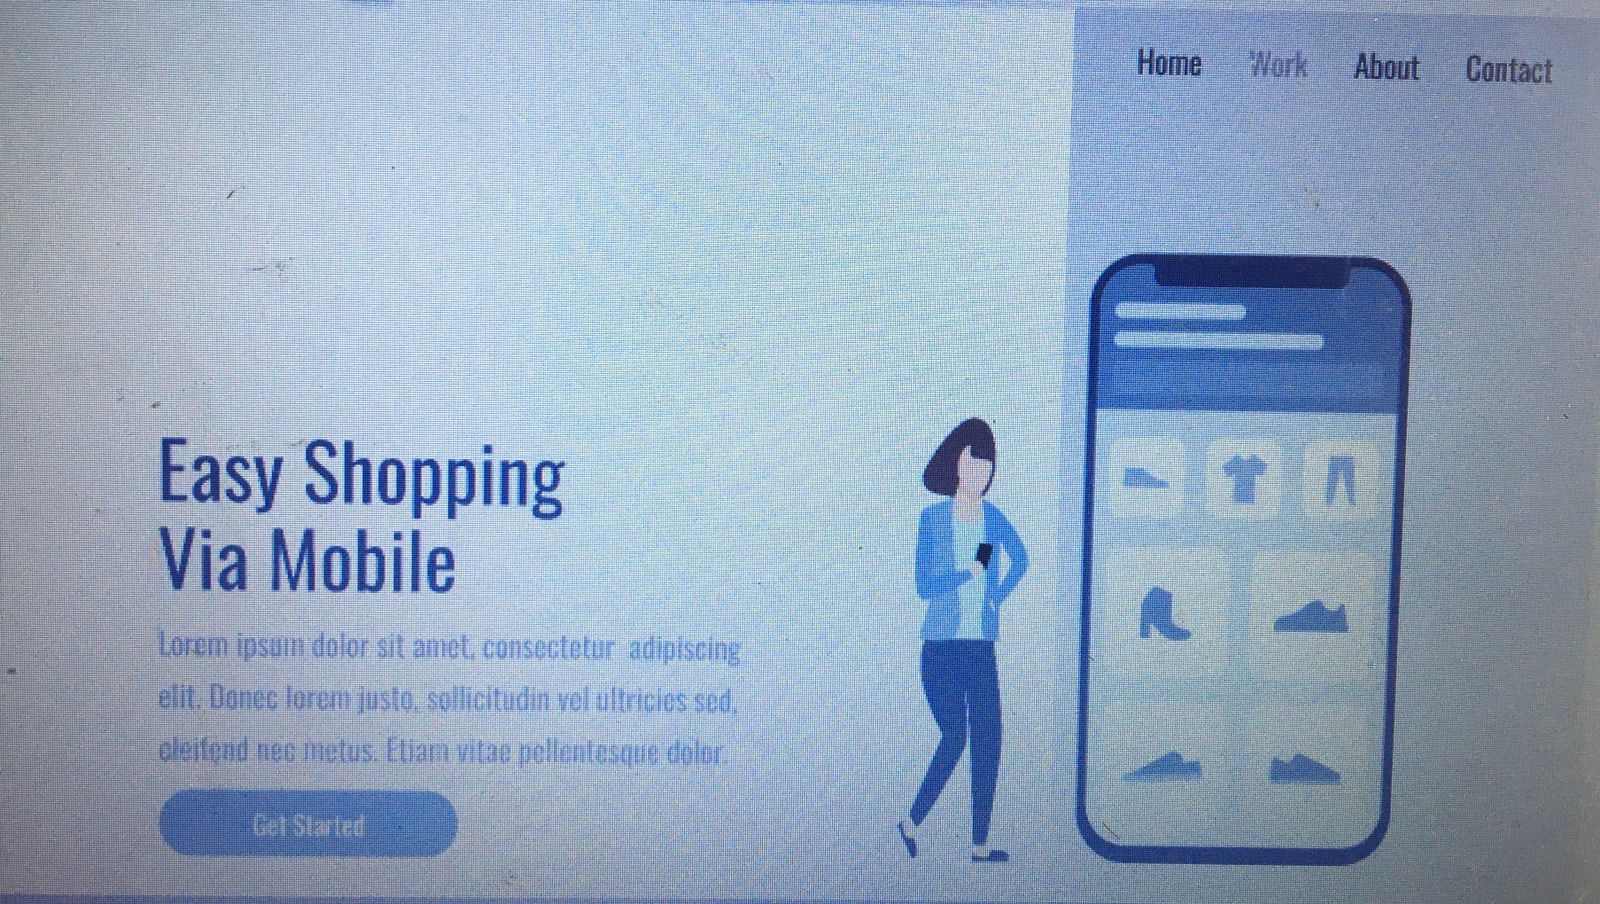 Home Work About Contact
Easy Shopping
Via Mobile
Lorem ipsum dolor sit amet, consectetur adipiscing
elit. Donec lorem justo, sollicitudin vel ultricies sed,
eleifend nec metus. Etiam vitae pellentesque dolor.
Get Started